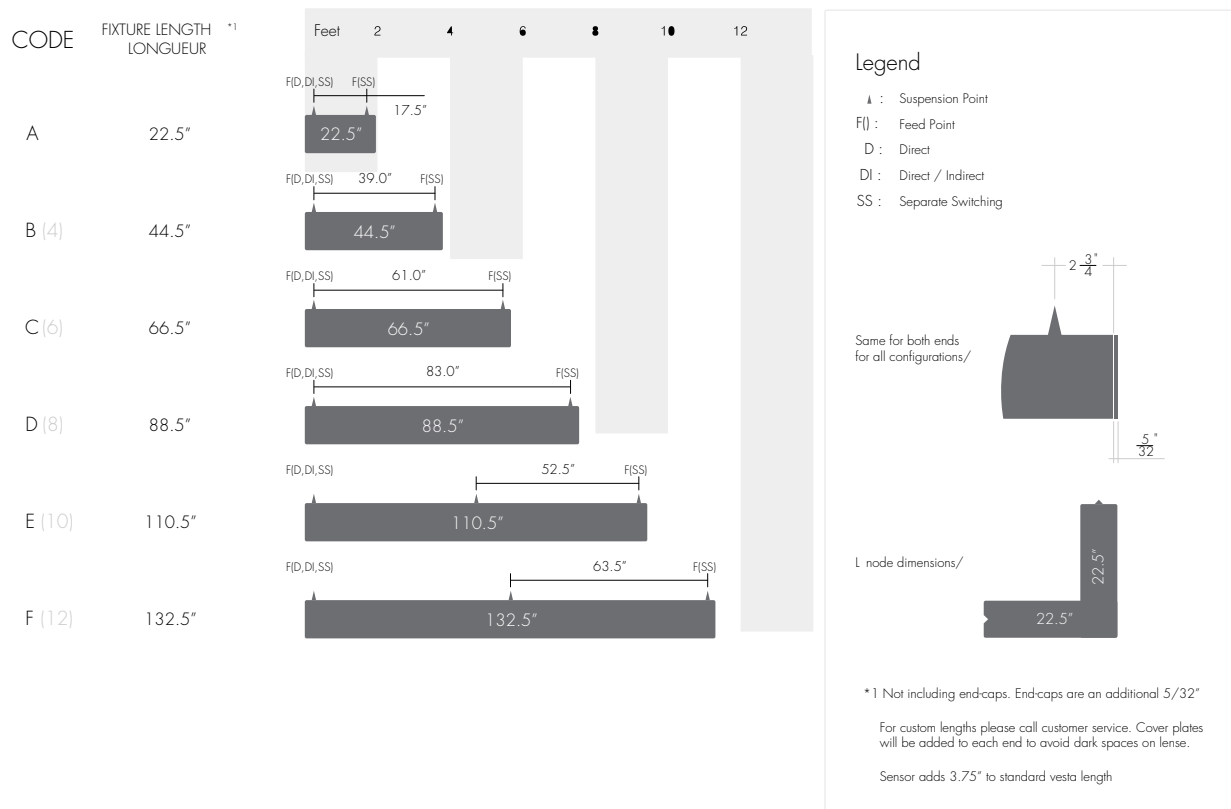 CODE
FIXTURE LENGTH *1
LONGUEUR
Feet 2 4 6 8 10 12
F(D,DI,SS) F(SS)
17.5"
A 22.5" 22.5"
F(D,DI,SS) 39.0" F(SS)
B (4) 44.5" 44.5"
F(D,DI,SS) 61.0" F(SS)
C (6) 66.5" 66.5"
F(D,DI,SS) 83.0" F(SS)
D (8) 88.5" 88.5"
F(D,DI,SS) 52.5" F(SS)
E (10) 110.5" 110.5"
F(D,DI,SS) 63.5" F(SS)
F (12) 132.5" 132.5"
Legend
: Suspension Point
F() : Feed Point
D : Direct
DI : Direct / Indirect
SS : Separate Switching
2 3/4"
Same for both ends
for all configurations/
5/32"
L node dimensions/
22.5"
22.5"
*1 Not including end-caps. End-caps are an additional 5/32"
For custom lengths please call customer service. Cover plates
will be added to each end to avoid dark spaces on lense.
Sensor adds 3.75" to standard vesta length